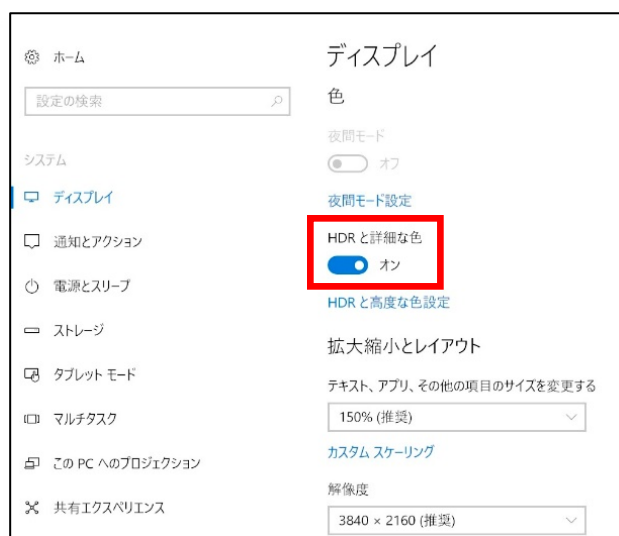 ホーム
設定の検索
システム
ディスプレイ
通知とアクション
電源とスリープ
ストレージ
タブレット モード
マルチタスク
この PC へのプロジェクション
共有エクスペリエンス
ディスプレイ
色
夜間モード
オフ
夜間モード設定
HDR と詳細な色
オン
HDR と高度な色設定
拡大縮小とレイアウト
テキスト、アプリ、その他の項目のサイズを変更する
150% (推奨)
カスタム スケーリング
解像度
3840 × 2160 (推奨)